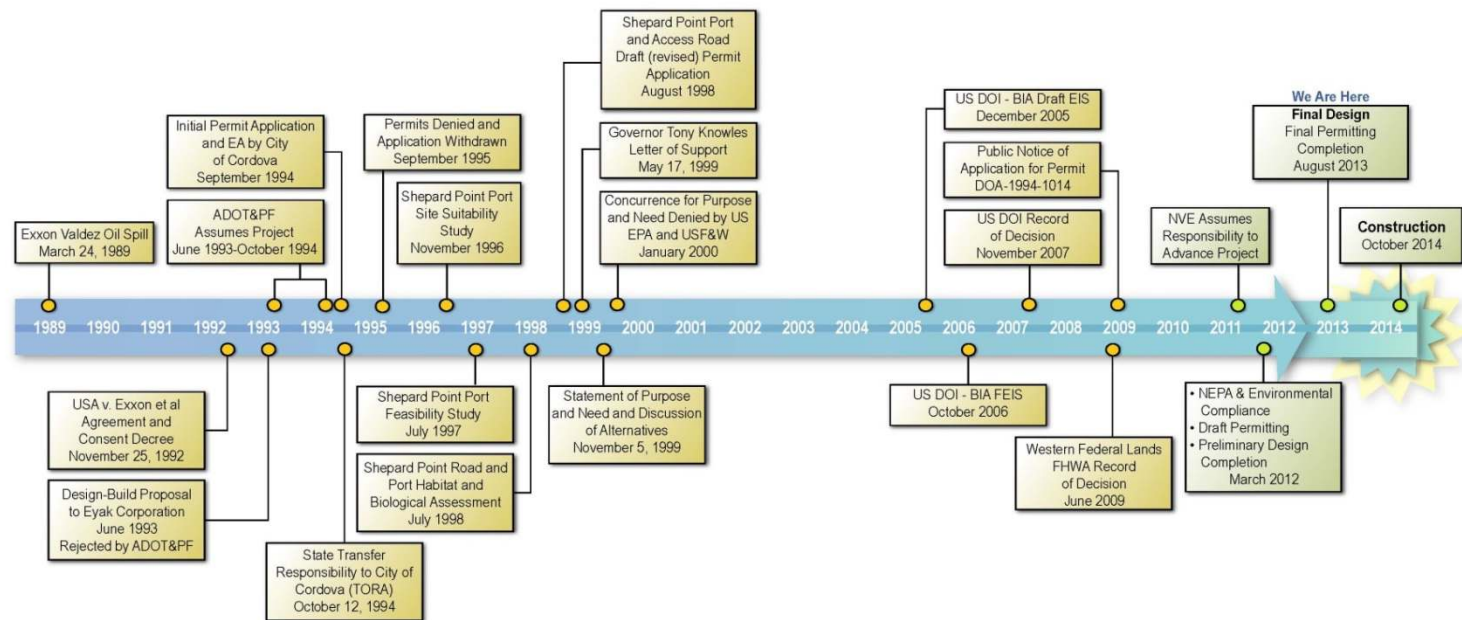 Shepard Point Port
and Access Road
Draft (revised) Permit
Application
August 1998
Initial Permit Application
and EA by City
of Cordova
September 1994
Permits Denied and
Application Withdrawn
September 1995
Governor Tony Knowles
Letter of Support
May 17, 1999
US DOI - BIA Draft EIS
December 2005
We Are Here
Final Design
Final Permitting
Completion
August 2013
Public Notice of
Application for Permit
DOA-1994-1014
Exxon Valdez Oil Spill
March 24, 1989
ADOT&PF
Assumes Project
June 1993-October 1994
Shepard Point Port
Site Suitability
Study
November 1996
Concurrence for Purpose
and Need Denied by US
EPA and USF&W
January 2000
US DOI Record
of Decision
November 2007
NVE Assumes
Responsibility to
Advance Project
Construction
October 2014
1989 1990 1991 1992 1993 1994 1995 1996 1997 1998 1999 2000 2001 2002 2003 2004 2005 2006 2007 2008 2009 2010 2011 2012 2013 2014
USA v. Exxon et al
Agreement and
Consent Decree
November 25, 1992
Shepard Point Port
Feasibility Study
July 1997
Statement of Purpose
and Need and Discussion
of Alternatives
November 5, 1999
US DOI - BIA FEIS
October 2006
• NEPA & Environmental
Compliance
• Draft Permitting
• Preliminary Design
Completion
March 2012
Design-Build Proposal
to Eyak Corporation
June 1993
Rejected by ADOT&PF
Shepard Point Road and
Port Habitat and
Biological Assessment
July 1998
Western Federal Lands
FHWA Record
of Decision
June 2009
State Transfer
Responsibility to City of
Cordova (TORA)
October 12, 1994